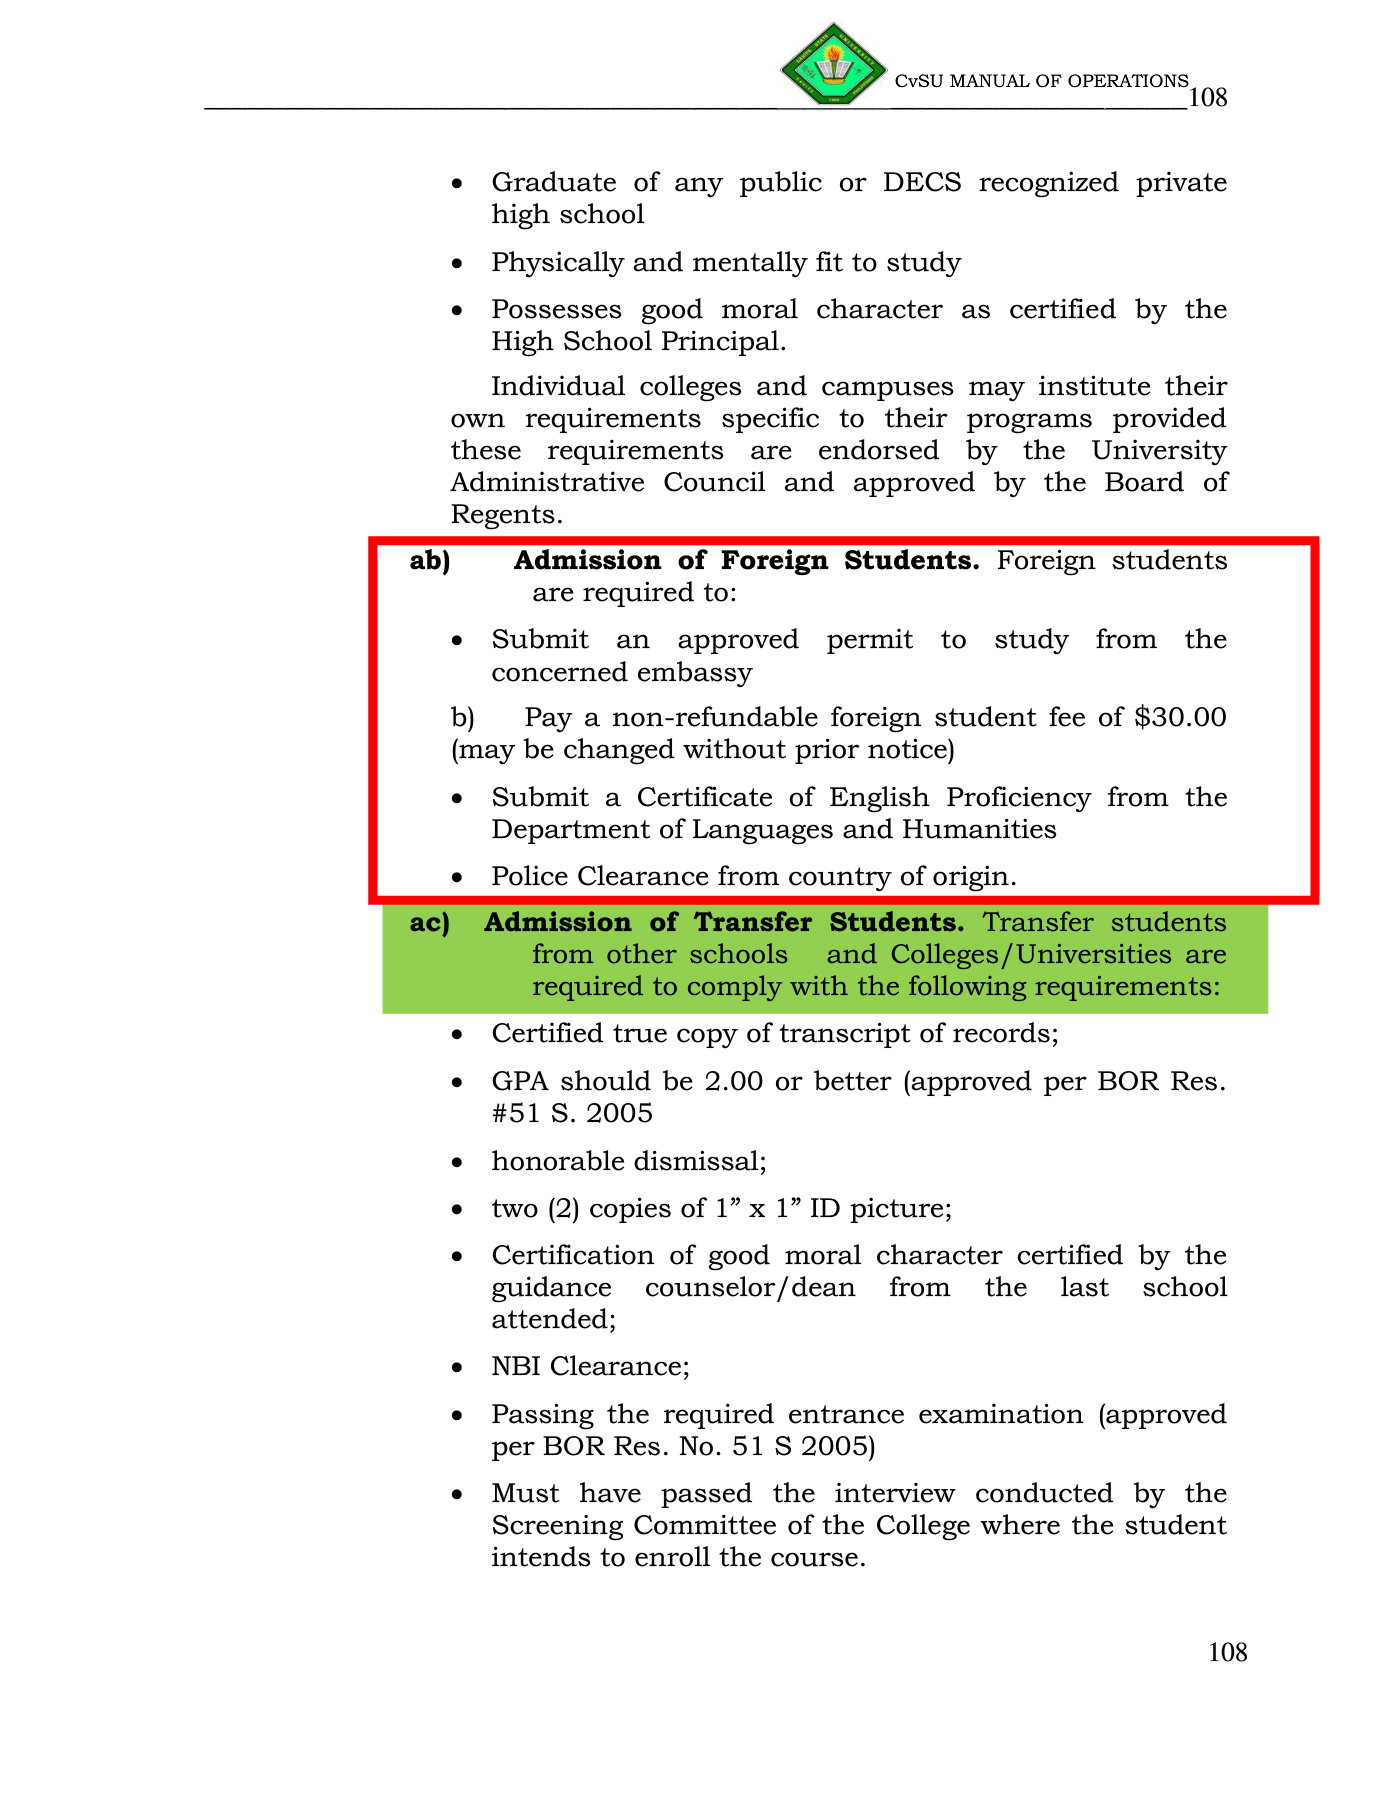 CvSU MANUAL OF OPERATIONS
108
• Graduate of any public or DECS recognized private
high school
• Physically and mentally fit to study
• Possesses good moral character as certified by the
High School Principal.
Individual colleges and campuses may institute their
own requirements specific to their programs provided
these requirements are endorsed by the University
Administrative Council and approved by the Board of
Regents.
ab) Admission of Foreign Students. Foreign students
are required to:
• Submit an approved permit to study from the
concerned embassy
b) Pay a non-refundable foreign student fee of $30.00
(may be changed without prior notice)
• Submit a Certificate of English Proficiency from the
Department of Languages and Humanities
• Police Clearance from country of origin.
ac) Admission of Transfer Students. Transfer students
from other schools and Colleges/Universities are
required to comply with the following requirements:
• Certified true copy of transcript of records;
• GPA should be 2.00 or better (approved per BOR Res.
#51 S. 2005
• honorable dismissal;
• two (2) copies of 1” x 1” ID picture;
• Certification of good moral character certified by the
guidance counselor/dean from the last school
attended;
• NBI Clearance;
• Passing the required entrance examination (approved
per BOR Res. No. 51 S 2005)
• Must have passed the interview conducted by the
Screening Committee of the College where the student
intends to enroll the course.
108